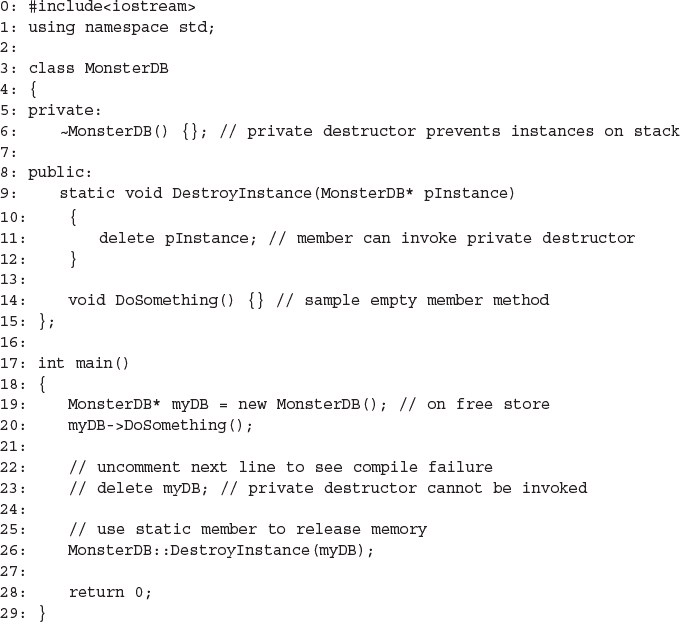 0: #include<iostream>
1: using namespace std;
2:
3: class MonsterDB
4: {
5: private:
6:    ~MonsterDB() {}; // private destructor prevents instances on stack
7:
8: public:
9:    static void DestroyInstance(MonsterDB* pInstance)
10:    {
11:       delete pInstance; // member can invoke private destructor
12:    }
13:
14:    void DoSomething() {} // sample empty member method
15: };
16:
17: int main()
18: {
19:    MonsterDB* myDB = new MonsterDB(); // on free store
20:    myDB->DoSomething();
21:
22:    // uncomment next line to see compile failure
23:    // delete myDB; // private destructor cannot be invoked
24:
25:    // use static member to release memory
26:    MonsterDB::DestroyInstance(myDB);
27:
28:    return 0;
29: }